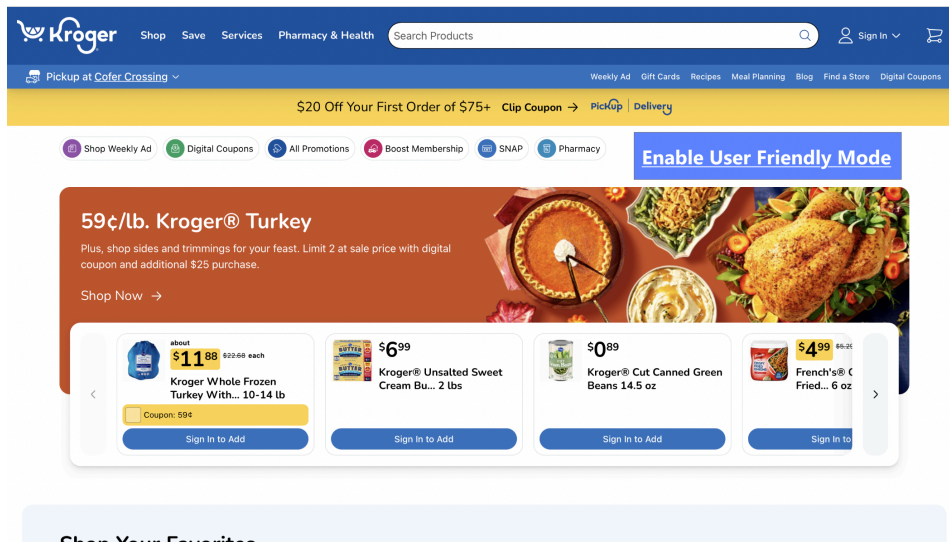 Kroger
Shop Save Services Pharmacy & Health Search Products Sign In
Pickup at Cofer Crossing
Weekly Ad Gift Cards Recipes Meal Planning Blog Find a Store Digital Coupons
$20 Off Your First Order of $75+ Clip Coupon → PICKUp Delivery
Shop Weekly Ad Digital Coupons All Promotions Boost Membership SNAP Pharmacy
Enable User Friendly Mode
59¢/lb. Kroger® Turkey
Plus, shop sides and trimmings for your feast. Limit 2 at sale price with digital
coupon and additional $25 purchase.
Shop Now →
about
$11 88 $22.68 each
Kroger Whole Frozen
Turkey With... 10-14 lb
Coupon: 59¢
Sign In to Add
$6 99
Kroger® Unsalted Sweet
Cream Bu... 2 lbs
Sign In to Add
$0 89
Kroger® Cut Canned Green
Beans 14.5 oz
Sign In to Add
$4 99 $5.29
French's® C
Fried... 6 oz
Sign In to
Shop Your Favorites